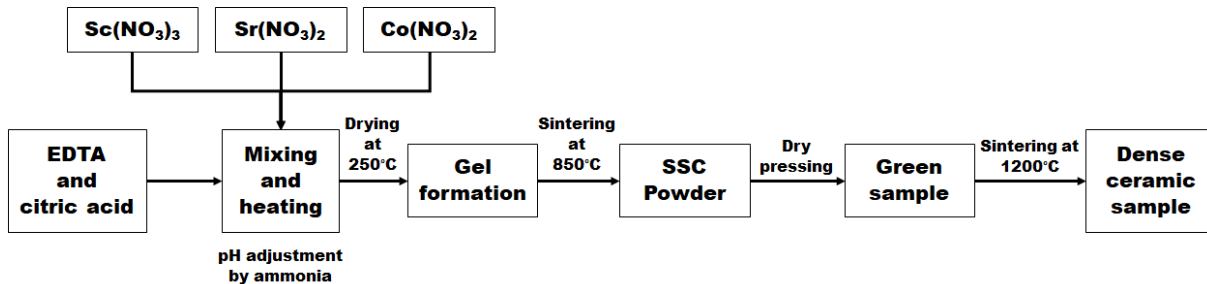 Sc(NO₃)₃
Sr(NO₃)₂
Co(NO₃)₂
EDTA
and
citric acid
Mixing
and
heating
pH adjustment
by ammonia
Drying
at
250°C
Gel
formation
Sintering
at
850°C
SSC
Powder
Dry
pressing
Green
sample
Sintering at
1200°C
Dense
ceramic
sample